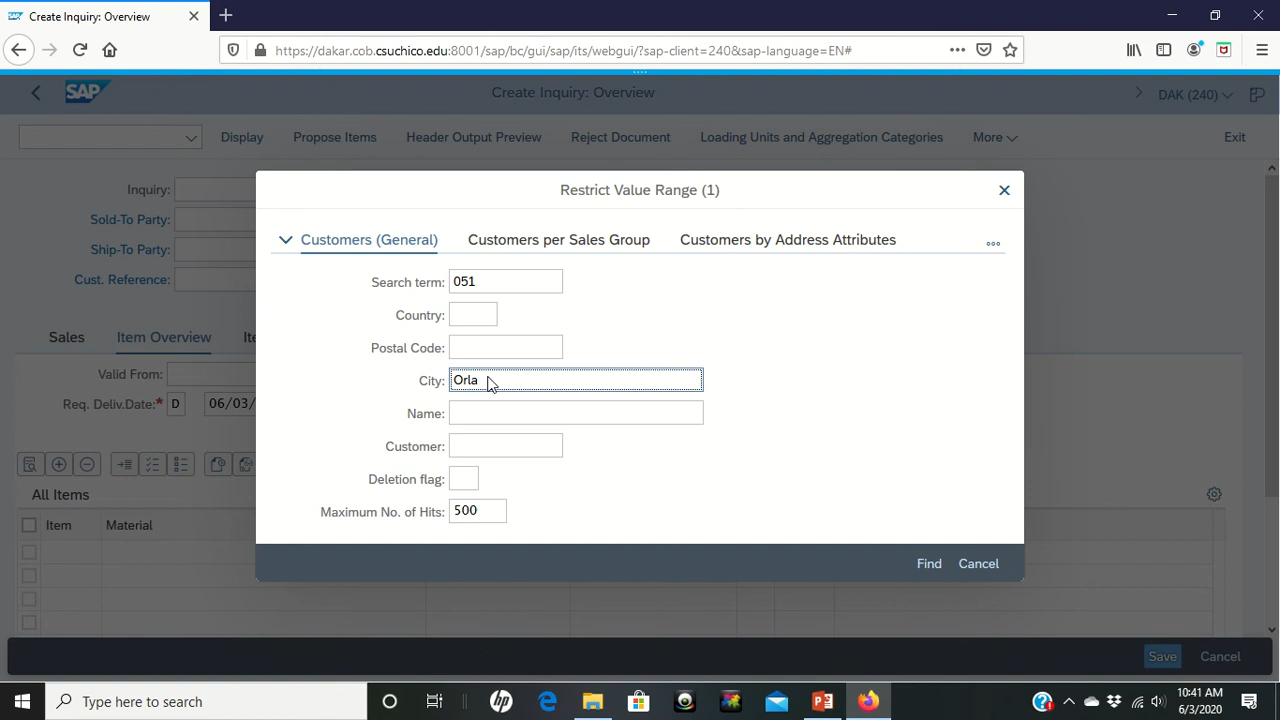 Create Inquiry: Overview
https://dakar.cob.csuchico.edu:8001/sap/bc/gui/sap/its/webgui/?sap-client=240&sap-language=EN#
SAP
Create Inquiry: Overview
DAK (240)
Display
Propose Items
Header Output Preview
Reject Document
Loading Units and Aggregation Categories
More
Exit
Inquiry:
Sold-To Party:
Ship-To Party:
Cust. Reference:
Restrict Value Range (1)
Customers (General)
Customers per Sales Group
Customers by Address Attributes
Search term: 051
Country:
Postal Code:
City: Orla
Name:
Customer:
Deletion flag:
Maximum No. of Hits: 500
Find
Cancel
Sales
Item Overview
Valid From:
Req. Deliv.Date:* D 06/03/
All Items
Item
Material
Save
Cancel
Type here to search
hp
10:41 AM
6/3/2020